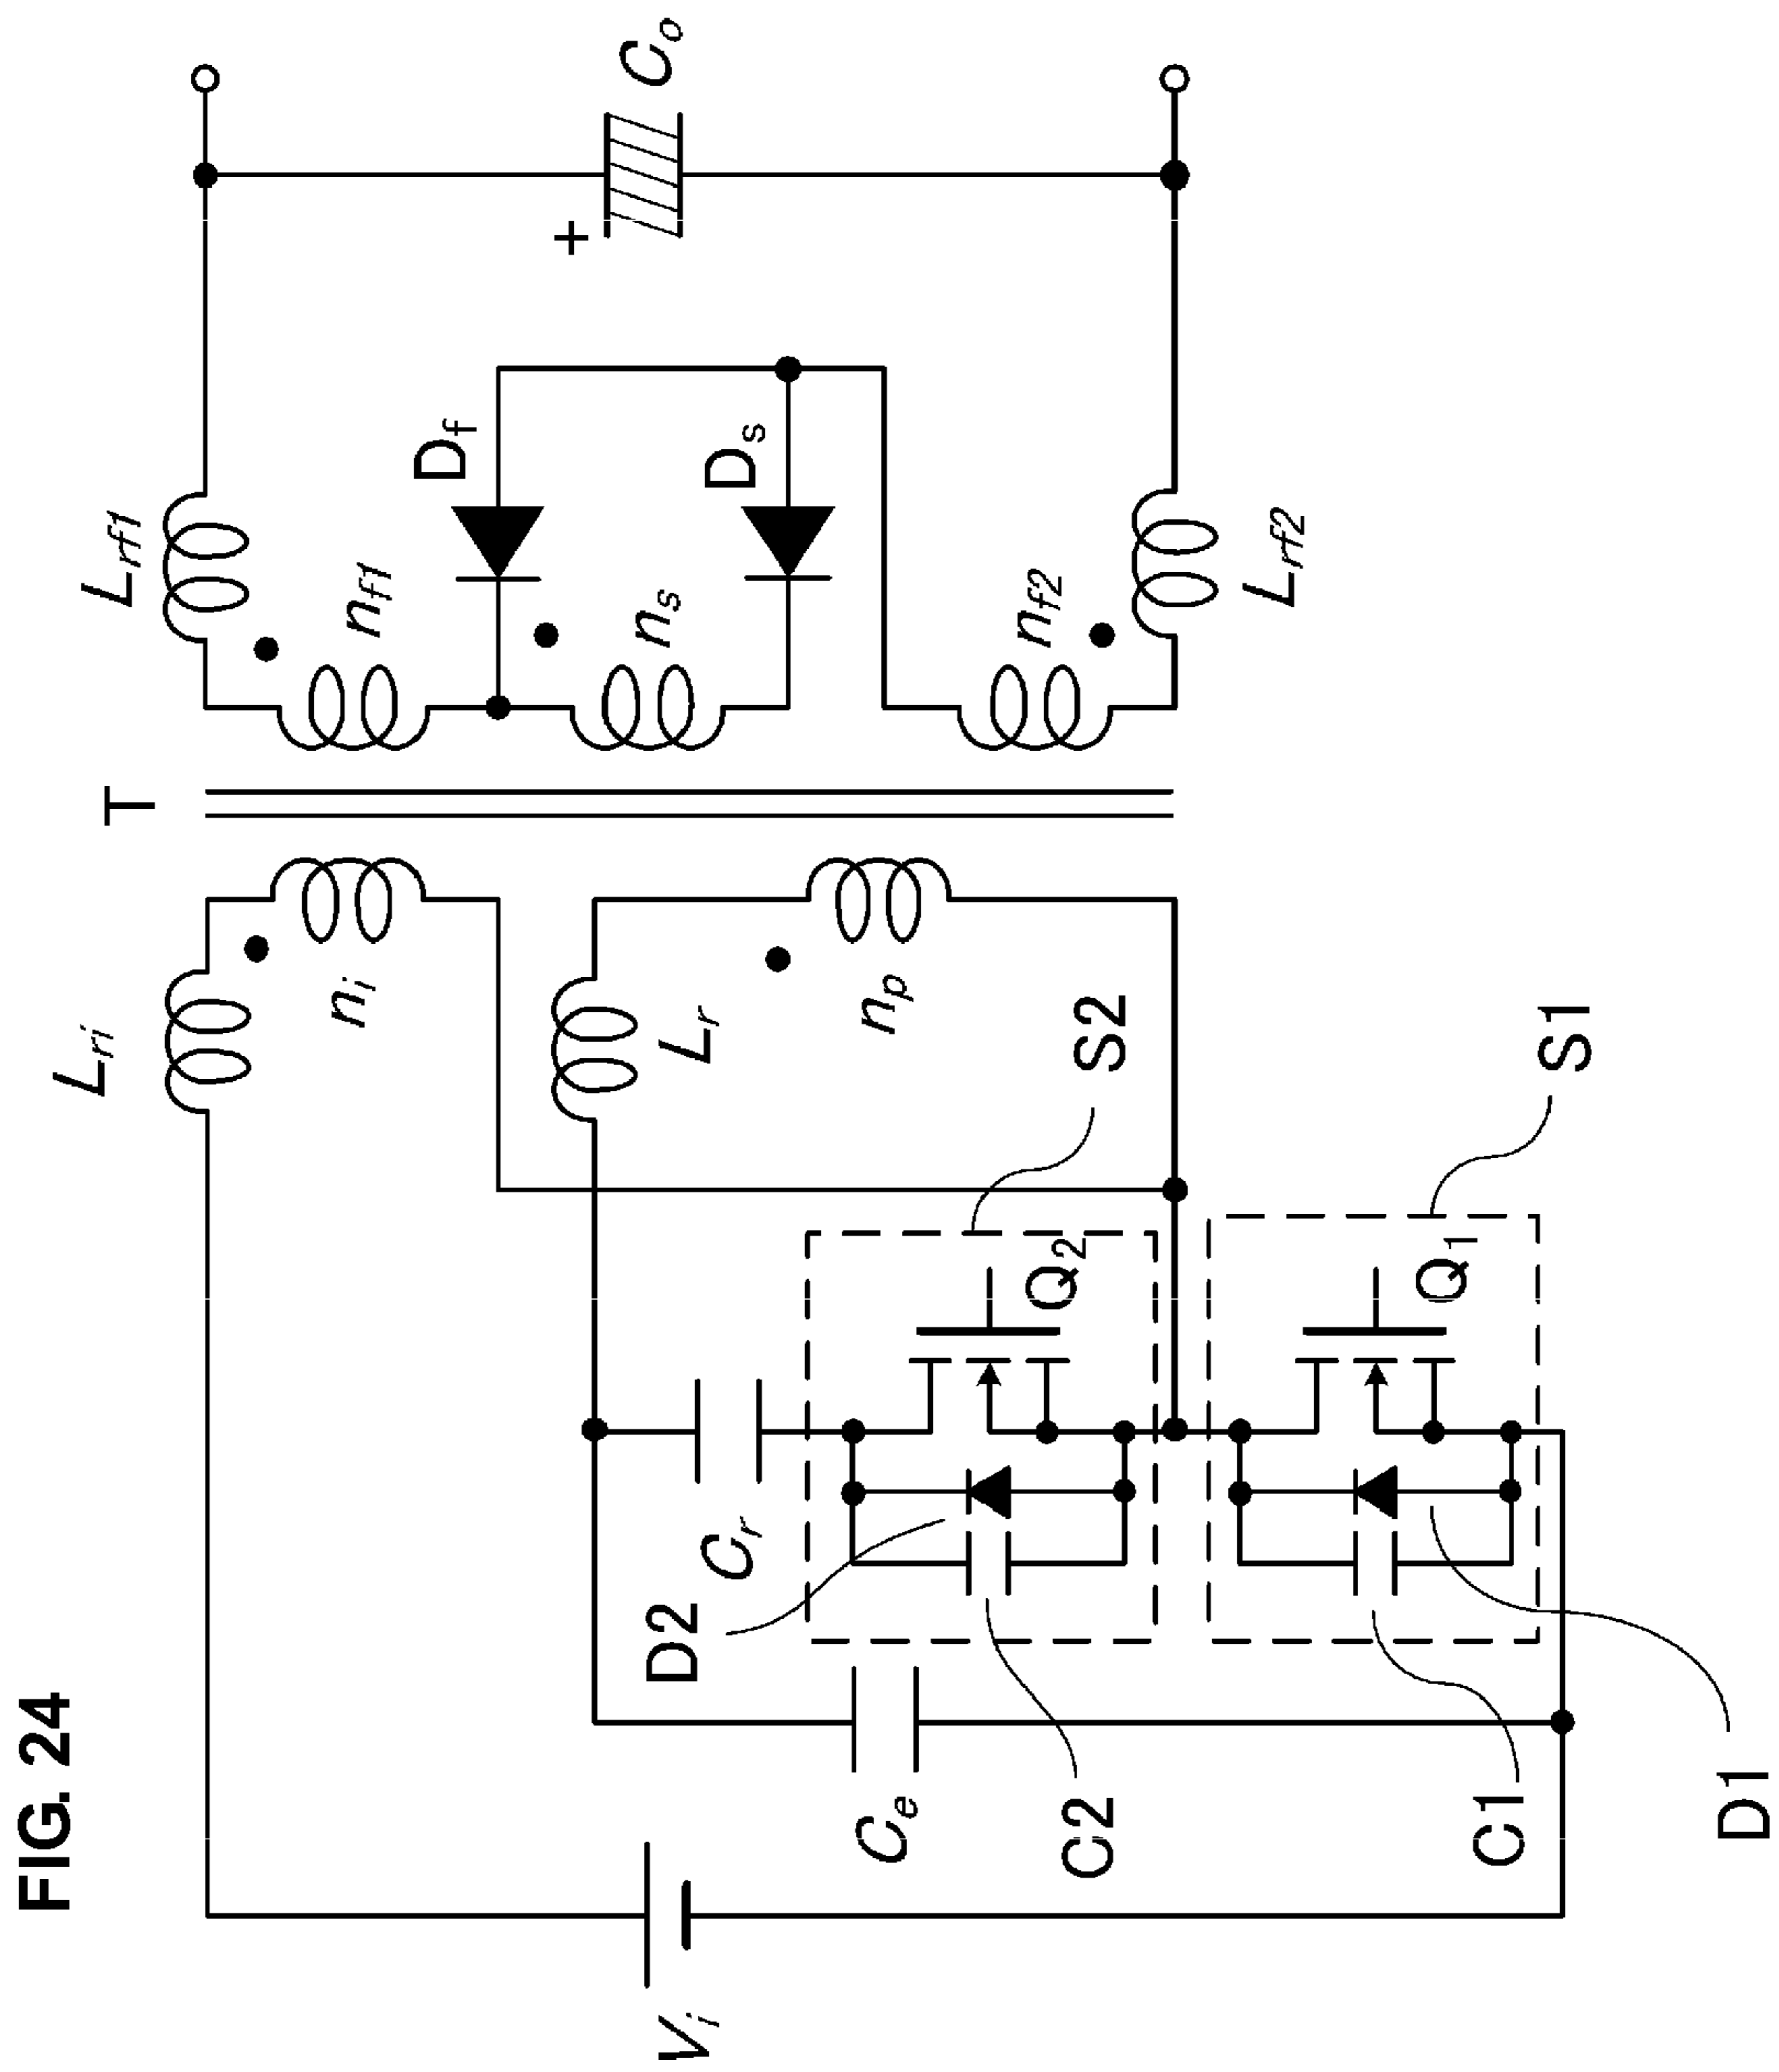 FIG. 24
T
Lri
Lrf1
ni
nf1
Df
Lr
ns
Ds
Co
+
np
nf2
Lrf2
Vi
Ce
Cr
D2
S2
Q2
C2
S1
Q1
C1
D1